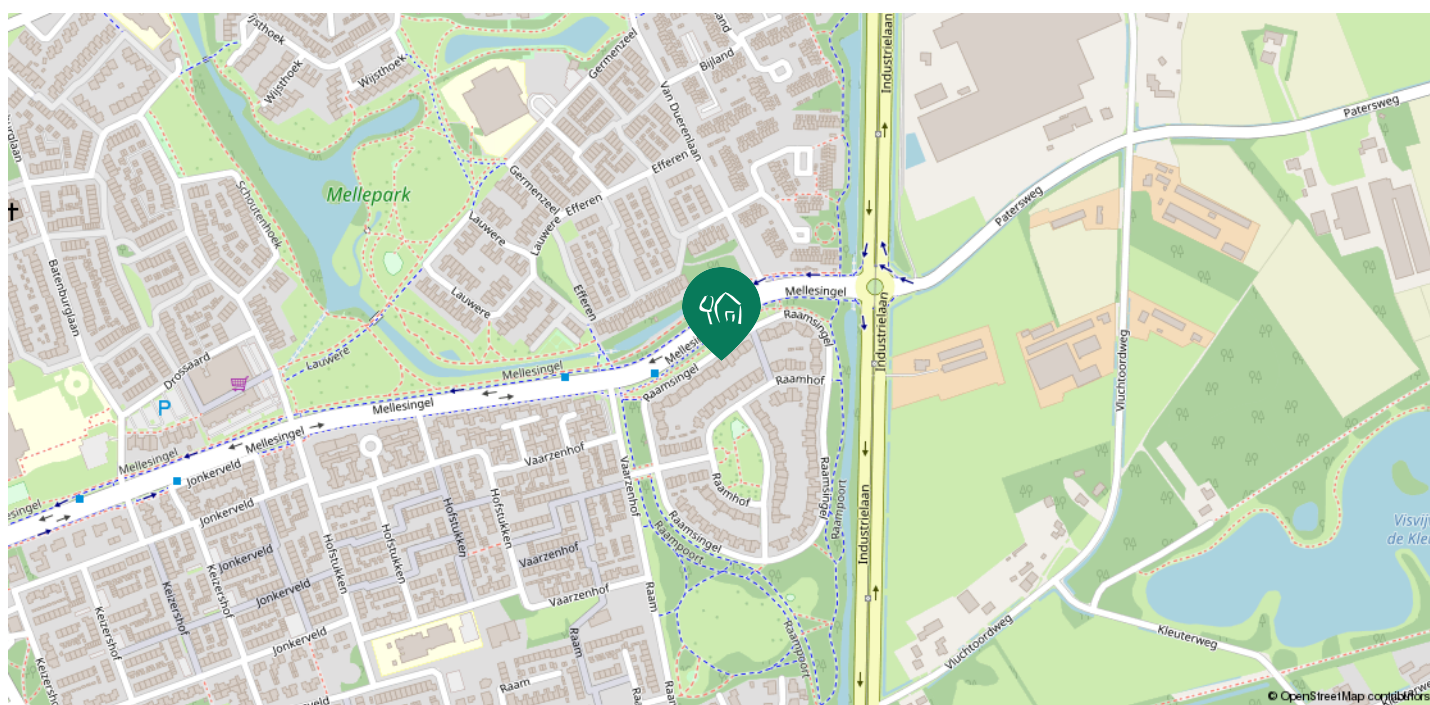 Wijsthoek
Wijsthoek
Wijsthoek
Germenzeel
Bijland
Van Duerenlaan
Industrielaan
Patersweg
Patersweg
Mellepark
Schoutenhoek
Batenburglaan
Germenzeel
Efferen
Efferen
Lauwere
Lauwere
Lauwere
Efferen
Mellesingel
Industrielaan
Raamsingel
Vluchtoordweg
Drossaard
Lauwere
P
Mellesingel
Mellesingel
Raamsingel
Raamhof
Mellesingel
Mellesingel
Jonkerveld
Vaarzenhof
Vaarzenhof
Raamhof
Raamsingel
Raampoort
Industrielaan
Jonkerveld
Hofstukken
Hofstukken
Hofstukken
Jonkerveld
Jonkerveld
Jonkerveld
Keizershof
Keizershof
Keizershof
Vaarzenhof
Vaarzenhof
Raamsingel
Raampoort
Raampoort
Raam
Raam
Raam
Vluchtoordweg
Kleuterweg
© OpenStreetMap contributors